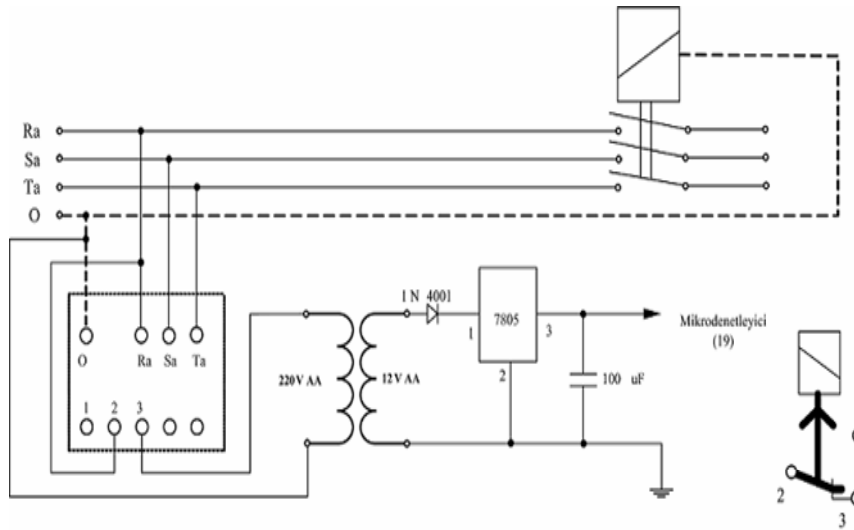 Ra
Sa
Ta
O
O Ra Sa Ta
1 2 3
220 V AA
12 V AA
1 N 4001
1
7805
3
2
100 uF
Mikrodenetleyici
(19)
2
3